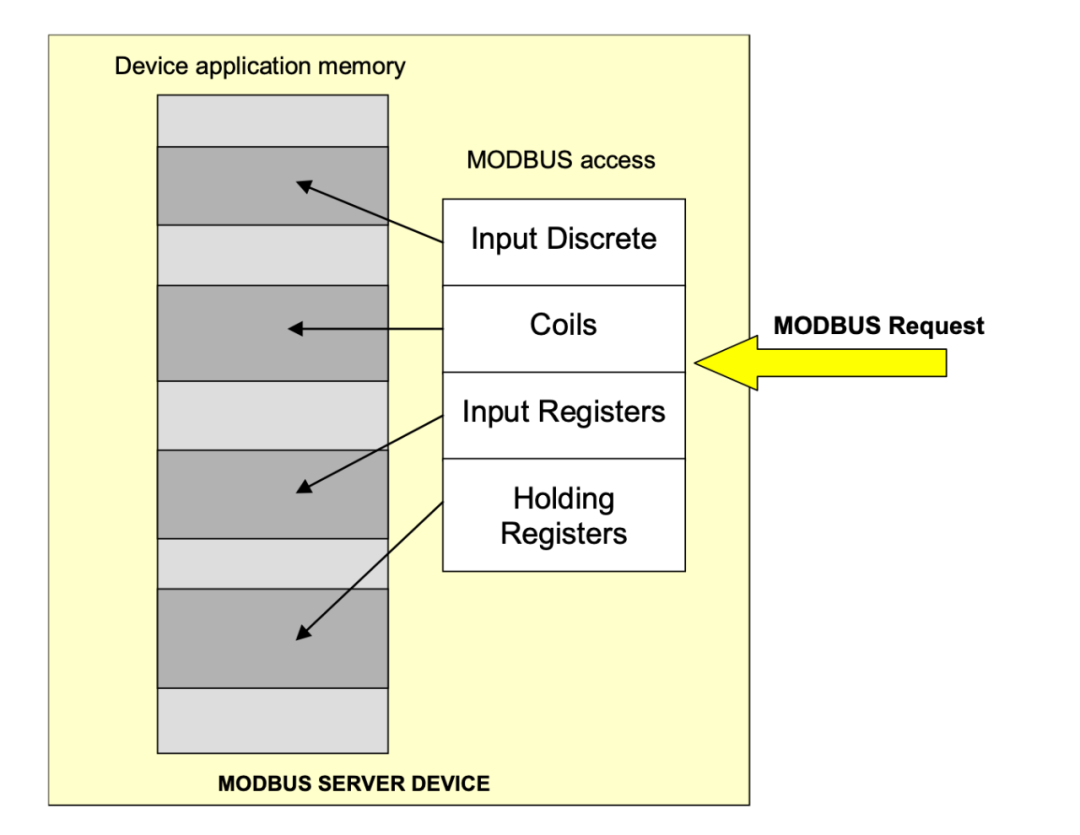 Device application memory
MODBUS access
Input Discrete
Coils
MODBUS Request
Input Registers
Holding
Registers
MODBUS SERVER DEVICE